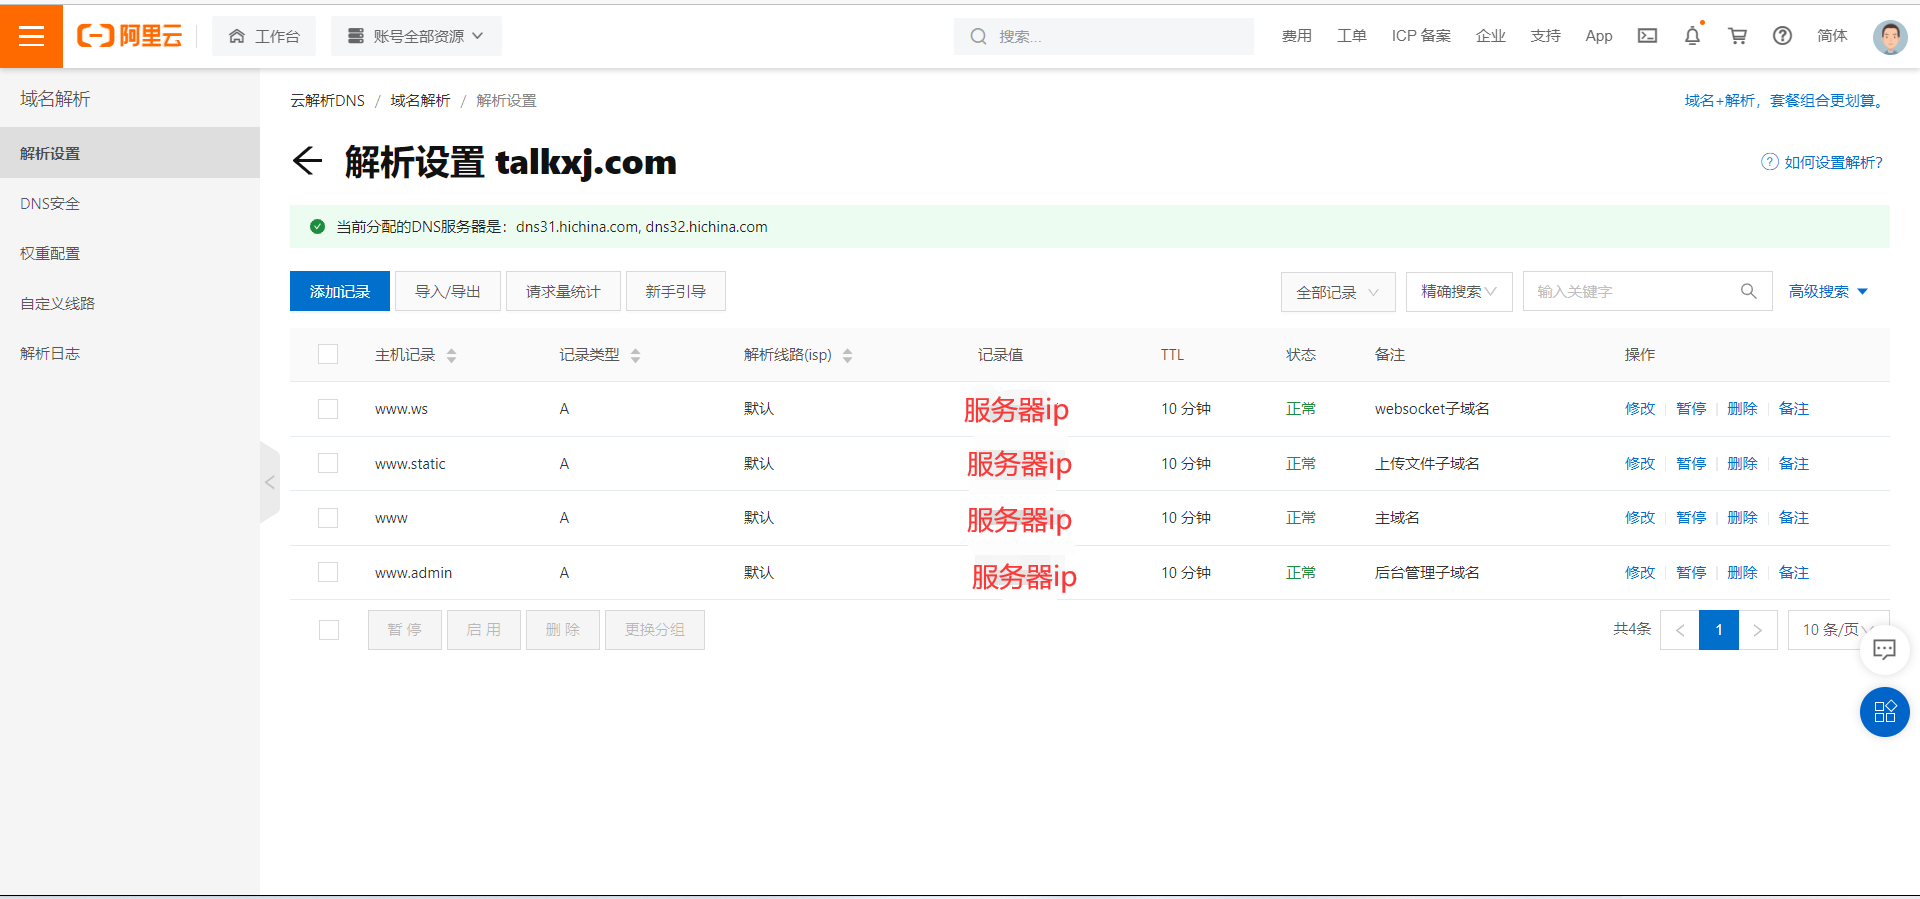 阿里云
工作台
账号全部资源
搜索...
费用
工单
ICP 备案
企业
支持
App
简体
域名解析
解析设置
DNS安全
权重配置
自定义线路
解析日志
云解析DNS / 域名解析 / 解析设置
域名+解析，套餐组合更划算。
解析设置 talkxj.com
如何设置解析?
当前分配的DNS服务器是： dns31.hichina.com, dns32.hichina.com
添加记录
导入/导出
请求量统计
新手引导
全部记录
精确搜索
输入关键字
高级搜索
主机记录 记录类型 解析线路(isp) 记录值 TTL 状态 备注 操作
www.ws A 默认 服务器ip 10 分钟 正常 websocket子域名 修改 暂停 删除 备注
www.static A 默认 服务器ip 10 分钟 正常 上传文件子域名 修改 暂停 删除 备注
www A 默认 服务器ip 10 分钟 正常 主域名 修改 暂停 删除 备注
www.admin A 默认 服务器ip 10 分钟 正常 后台管理子域名 修改 暂停 删除 备注
暂 停
启 用
删 除
更换分组
共4条
1
10 条/页